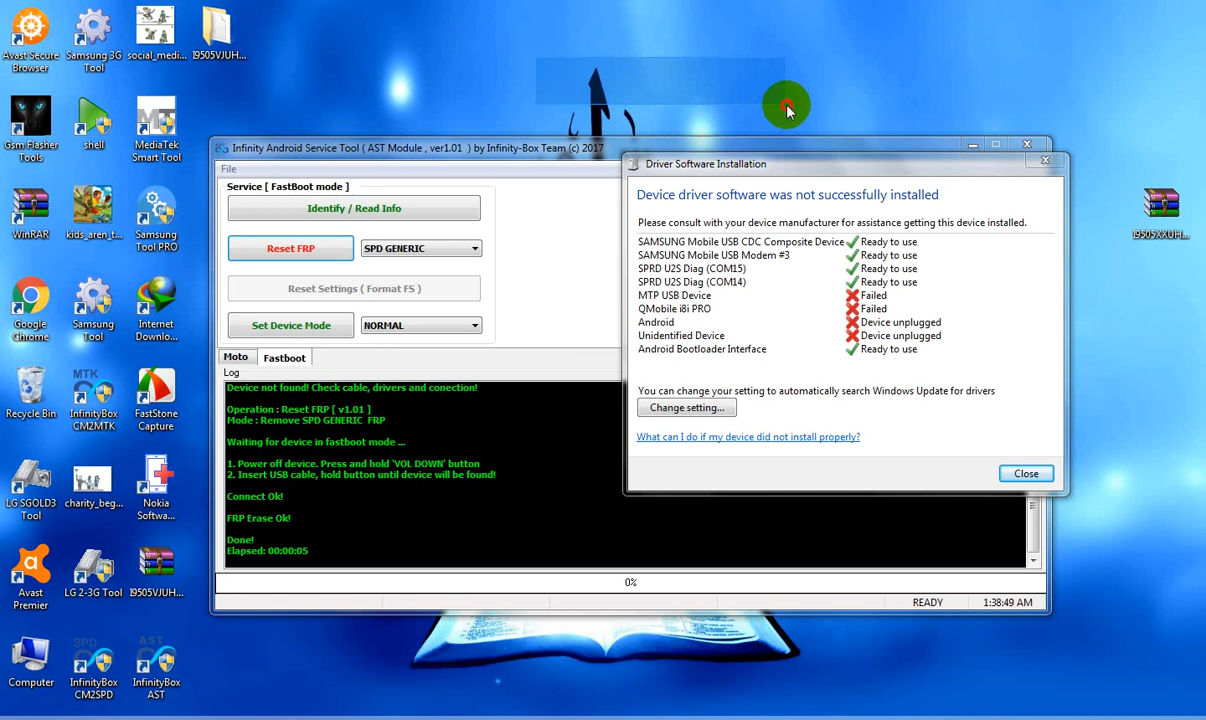 Avast Secure
Browser
Samsung 3G
Tool
social_medi...
I9505VJUH...
Gsm Flasher
Tools
shell
MediaTek
Smart Tool
WinRAR
kids_aren_t...
Samsung
Tool PRO
Google
Chrome
Samsung
Tool
Internet
Downlo...
Recycle Bin
MTK
InfinityBox
CM2MTK
FastStone
Capture
LG SGOLD3
Tool
charity_beg...
Nokia
Softwa...
Avast
Premier
LG 2-3G Tool
I9505VJUH...
Computer
SPD
InfinityBox
CM2SPD
AST
InfinityBox
AST
I9505XXUH...
Infinity Android Service Tool ( AST Module , ver1.01 ) by Infinity-Box Team (c) 2017
File
Service [ FastBoot mode ]
Identify / Read Info
Reset FRP
SPD GENERIC
Reset Settings ( Format FS )
Set Device Mode
NORMAL
Moto
Fastboot
Log
Device not found! Check cable, drivers and conection!
Operation : Reset FRP [ v1.01 ]
Mode : Remove SPD GENERIC FRP
Waiting for device in fastboot mode ...
1. Power off device. Press and hold 'VOL DOWN' button
2. Insert USB cable, hold button until device will be found!
Connect Ok!
FRP Erase Ok!
Done!
Elapsed: 00:00:05
0%
READY
1:38:49 AM
Driver Software Installation
Device driver software was not successfully installed
Please consult with your device manufacturer for assistance getting this device installed.
SAMSUNG Mobile USB CDC Composite Device Ready to use
SAMSUNG Mobile USB Modem #3 Ready to use
SPRD U2S Diag (COM15) Ready to use
SPRD U2S Diag (COM14) Ready to use
MTP USB Device Failed
QMobile i8i PRO Failed
Android Device unplugged
Unidentified Device Device unplugged
Android Bootloader Interface Ready to use
You can change your setting to automatically search Windows Update for drivers
Change setting...
What can I do if my device did not install properly?
Close